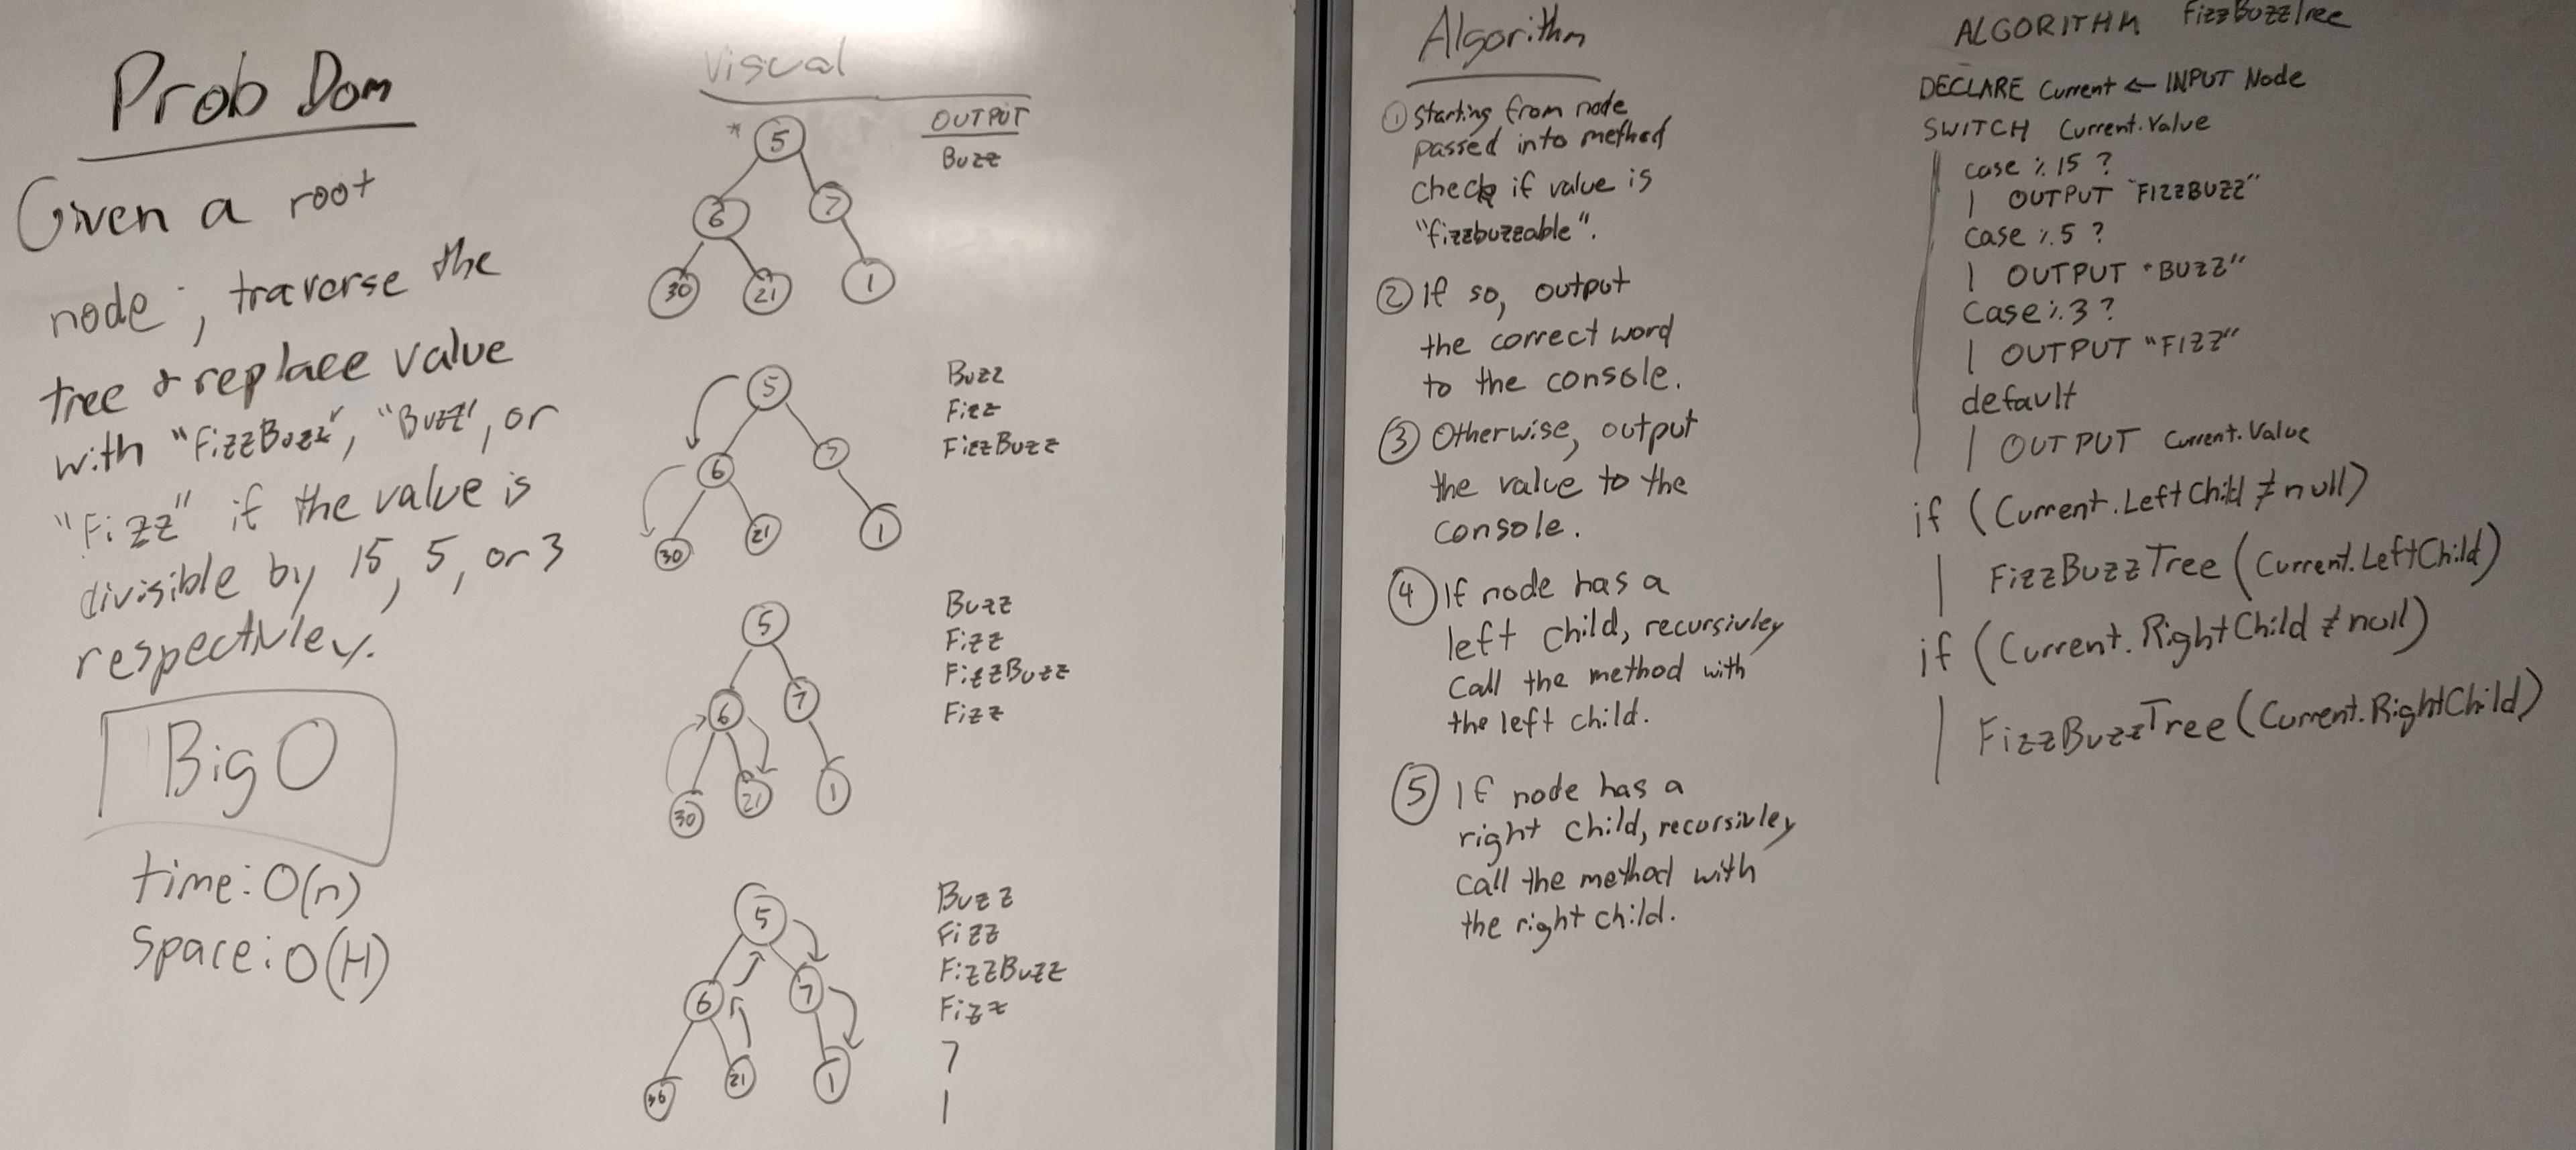 Prob Dom
Given a root
node, traverse the
tree & replace value
with "FizzBuzz", "Buzz", or
"Fizz" if the value is
divisible by 15, 5, or 3
respectivley.
Big O
time: O(n)
Space: O(H)
Visual
OUTPUT
* 5
Buzz
6 7
30 21 1
5
Buzz
Fizz
FizzBuzz
6 7
30 21 1
5
Buzz
Fizz
FizzBuzz
Fizz
6 7
30 21 1
5
Buzz
Fizz
FizzBuzz
Fizz
7
1
6 7
21 1
Algorithm
① Starting from node
passed into method
check if value is
"fizzbuzzable".
② If so, output
the correct word
to the console.
③ Otherwise, output
the value to the
console.
④ If node has a
left child, recursivley
call the method with
the left child.
⑤ If node has a
right child, recursivley
call the method with
the right child.
ALGORITHM FizzBuzzTree
DECLARE Current ← INPUT Node
SWITCH Current.Value
case % 15 ?
OUTPUT "FIZZBUZZ"
case % 5 ?
OUTPUT "BUZZ"
Case % 3 ?
OUTPUT "FIZZ"
default
OUTPUT Current.Value
if (Current.LeftChild ≠ null)
FizzBuzzTree (Current.LeftChild)
if (Current.RightChild ≠ null)
FizzBuzzTree (Current.RightChild)